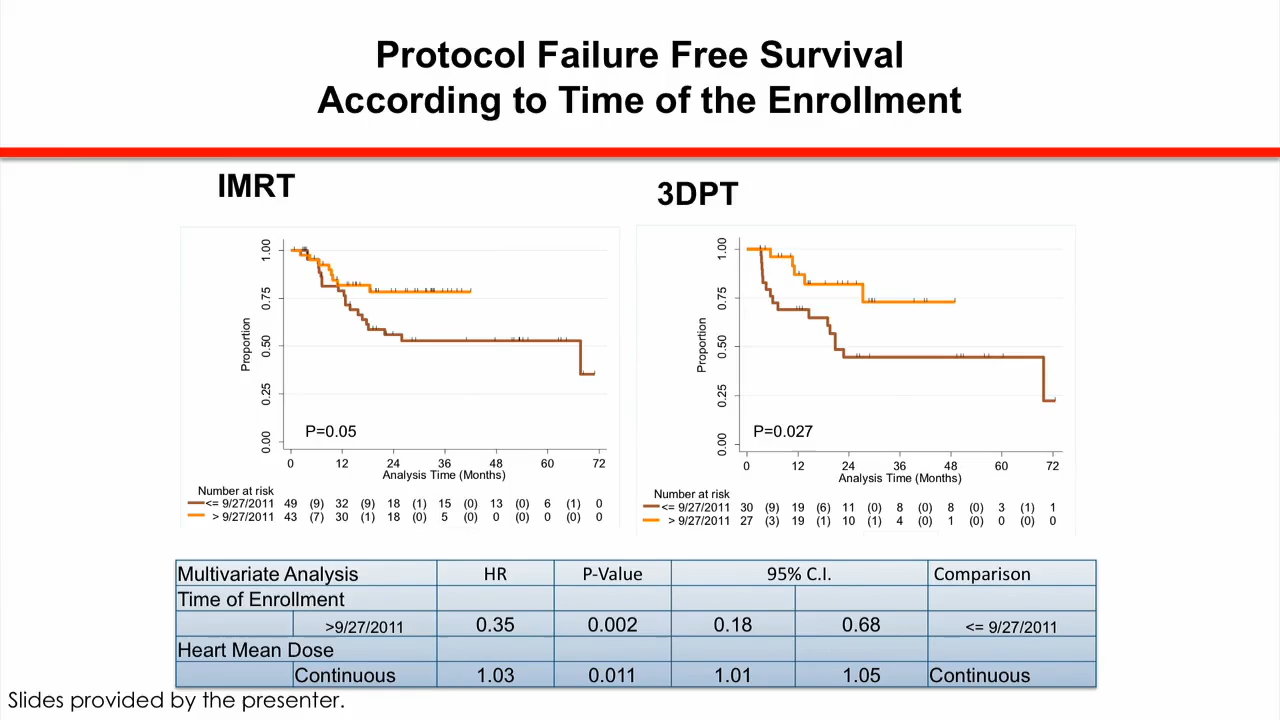 Protocol Failure Free Survival
According to Time of the Enrollment
IMRT
1.00
0.75
0.50
0.25
0.00
Proportion
P=0.05
0 12 24 36 48 60 72
Analysis Time (Months)
Number at risk
<= 9/27/2011 49 (9) 32 (9) 18 (1) 15 (0) 13 (0) 6 (1) 0
> 9/27/2011 43 (7) 30 (1) 18 (0) 5 (0) 0 (0) 0 (0) 0
3DPT
1.00
0.75
0.50
0.25
0.00
Proportion
P=0.027
0 12 24 36 48 60 72
Analysis Time (Months)
Number at risk
<= 9/27/2011 30 (9) 19 (6) 11 (0) 8 (0) 8 (0) 3 (1) 1
> 9/27/2011 27 (3) 19 (1) 10 (1) 4 (0) 1 (0) 0 (0) 0
Multivariate Analysis HR P-Value 95% C.I. Comparison
Time of Enrollment
>9/27/2011 0.35 0.002 0.18 0.68 <= 9/27/2011
Heart Mean Dose
Continuous 1.03 0.011 1.01 1.05 Continuous
Slides provided by the presenter.